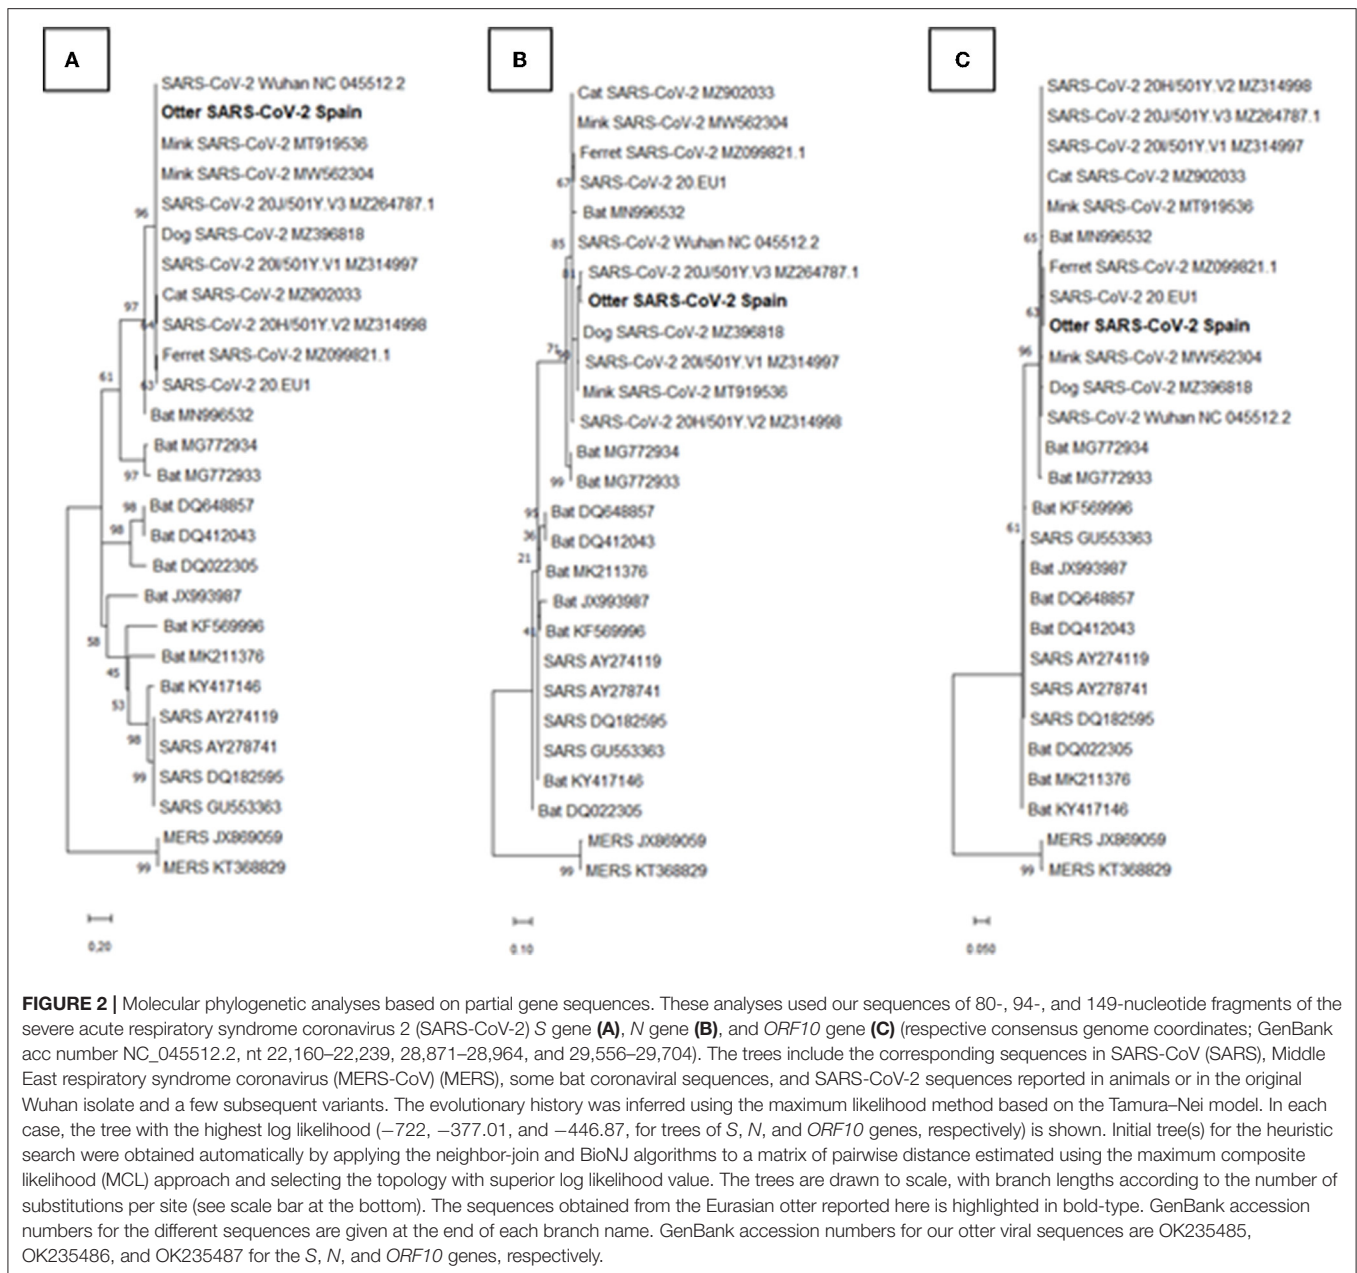 A
SARS-CoV-2 Wuhan NC 045512.2
Otter SARS-CoV-2 Spain
Mink SARS-CoV-2 MT919536
Mink SARS-CoV-2 MW562304
SARS-CoV-2 20J/501Y.V3 MZ264787.1
96
Dog SARS-CoV-2 MZ396818
SARS-CoV-2 20I/501Y.V1 MZ314997
Cat SARS-CoV-2 MZ902033
97
64
SARS-CoV-2 20H/501Y.V2 MZ314998
Ferret SARS-CoV-2 MZ099821.1
61
63
SARS-CoV-2 20.EU1
Bat MN996532
Bat MG772934
97
Bat MG772933
98
Bat DQ648857
98
Bat DQ412043
Bat DQ022305
Bat JX993987
Bat KF569996
58
Bat MK211376
45
Bat KY417146
53
SARS AY274119
98
SARS AY278741
99
SARS DQ182595
SARS GU553363
MERS JX869059
99
MERS KT368829
0,20
B
Cat SARS-CoV-2 MZ902033
Mink SARS-CoV-2 MW562304
Ferret SARS-CoV-2 MZ099821.1
67
SARS-CoV-2 20.EU1
Bat MN996532
85
SARS-CoV-2 Wuhan NC 045512.2
81
SARS-CoV-2 20J/501Y.V3 MZ264787.1
Otter SARS-CoV-2 Spain
Dog SARS-CoV-2 MZ396818
71
SARS-CoV-2 20I/501Y.V1 MZ314997
Mink SARS-CoV-2 MT919536
SARS-CoV-2 20H/501Y.V2 MZ314998
Bat MG772934
99
Bat MG772933
95
Bat DQ648857
36
Bat DQ412043
21
Bat MK211376
Bat JX993987
41
Bat KF569996
SARS AY274119
SARS AY278741
SARS DQ182595
SARS GU553363
Bat KY417146
Bat DQ022305
MERS JX869059
99
MERS KT368829
0.10
C
SARS-CoV-2 20H/501Y.V2 MZ314998
SARS-CoV-2 20J/501Y.V3 MZ264787.1
SARS-CoV-2 20I/501Y.V1 MZ314997
Cat SARS-CoV-2 MZ902033
Mink SARS-CoV-2 MT919536
65
Bat MN996532
Ferret SARS-CoV-2 MZ099821.1
SARS-CoV-2 20.EU1
63
Otter SARS-CoV-2 Spain
96
Mink SARS-CoV-2 MW562304
Dog SARS-CoV-2 MZ396818
SARS-CoV-2 Wuhan NC 045512.2
Bat MG772934
Bat MG772933
Bat KF569996
61
SARS GU553363
Bat JX993987
Bat DQ648857
Bat DQ412043
SARS AY274119
SARS AY278741
SARS DQ182595
Bat DQ022305
Bat MK211376
Bat KY417146
MERS JX869059
99
MERS KT368829
0.050
FIGURE 2 | Molecular phylogenetic analyses based on partial gene sequences. These analyses used our sequences of 80-, 94-, and 149-nucleotide fragments of the
severe acute respiratory syndrome coronavirus 2 (SARS-CoV-2) S gene (A), N gene (B), and ORF10 gene (C) (respective consensus genome coordinates; GenBank
acc number NC_045512.2, nt 22,160–22,239, 28,871–28,964, and 29,556–29,704). The trees include the corresponding sequences in SARS-CoV (SARS), Middle
East respiratory syndrome coronavirus (MERS-CoV) (MERS), some bat coronaviral sequences, and SARS-CoV-2 sequences reported in animals or in the original
Wuhan isolate and a few subsequent variants. The evolutionary history was inferred using the maximum likelihood method based on the Tamura–Nei model. In each
case, the tree with the highest log likelihood (−722, −377.01, and −446.87, for trees of S, N, and ORF10 genes, respectively) is shown. Initial tree(s) for the heuristic
search were obtained automatically by applying the neighbor-join and BioNJ algorithms to a matrix of pairwise distance estimated using the maximum composite
likelihood (MCL) approach and selecting the topology with superior log likelihood value. The trees are drawn to scale, with branch lengths according to the number of
substitutions per site (see scale bar at the bottom). The sequences obtained from the Eurasian otter reported here is highlighted in bold-type. GenBank accession
numbers for the different sequences are given at the end of each branch name. GenBank accession numbers for our otter viral sequences are OK235485,
OK235486, and OK235487 for the S, N, and ORF10 genes, respectively.